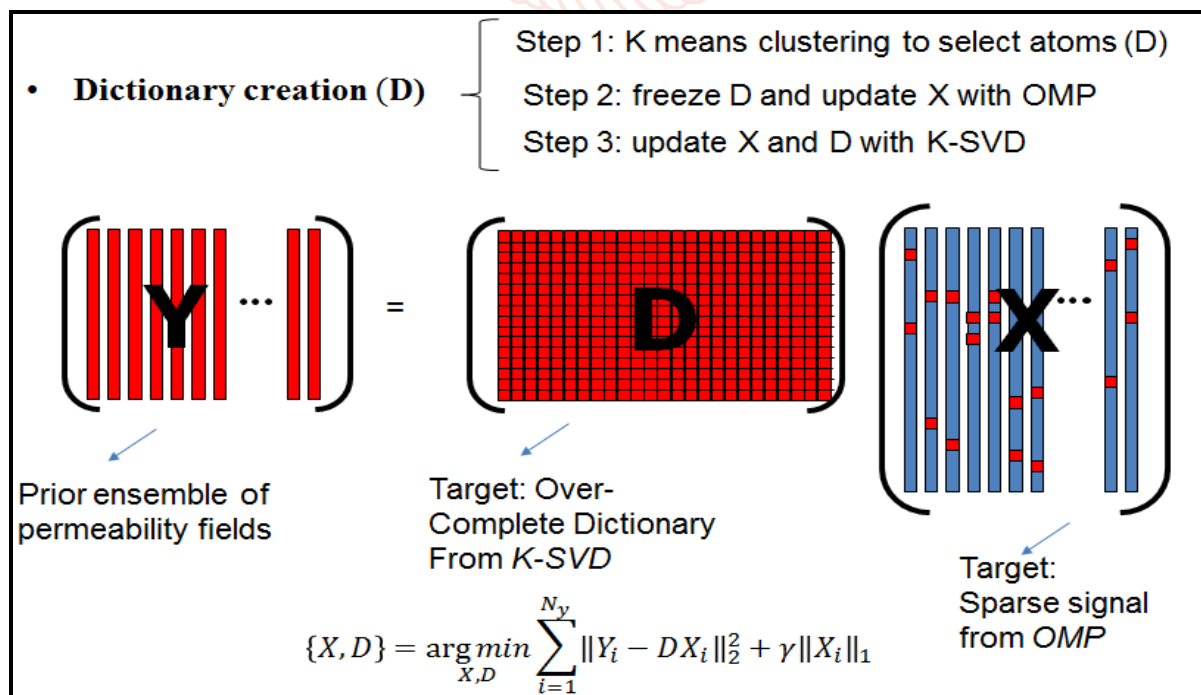 Step 1: K means clustering to select atoms (D)
• Dictionary creation (D)
Step 2: freeze D and update X with OMP
Step 3: update X and D with K-SVD
Y ...
=
D
X ...
Prior ensemble of
permeability fields
Target: Over-
Complete Dictionary
From K-SVD
Target:
Sparse signal
from OMP
{X, D} = arg min_{X,D} ∑_{i=1}^{N_y} ‖Y_i − DX_i‖_2^2 + γ‖X_i‖_1